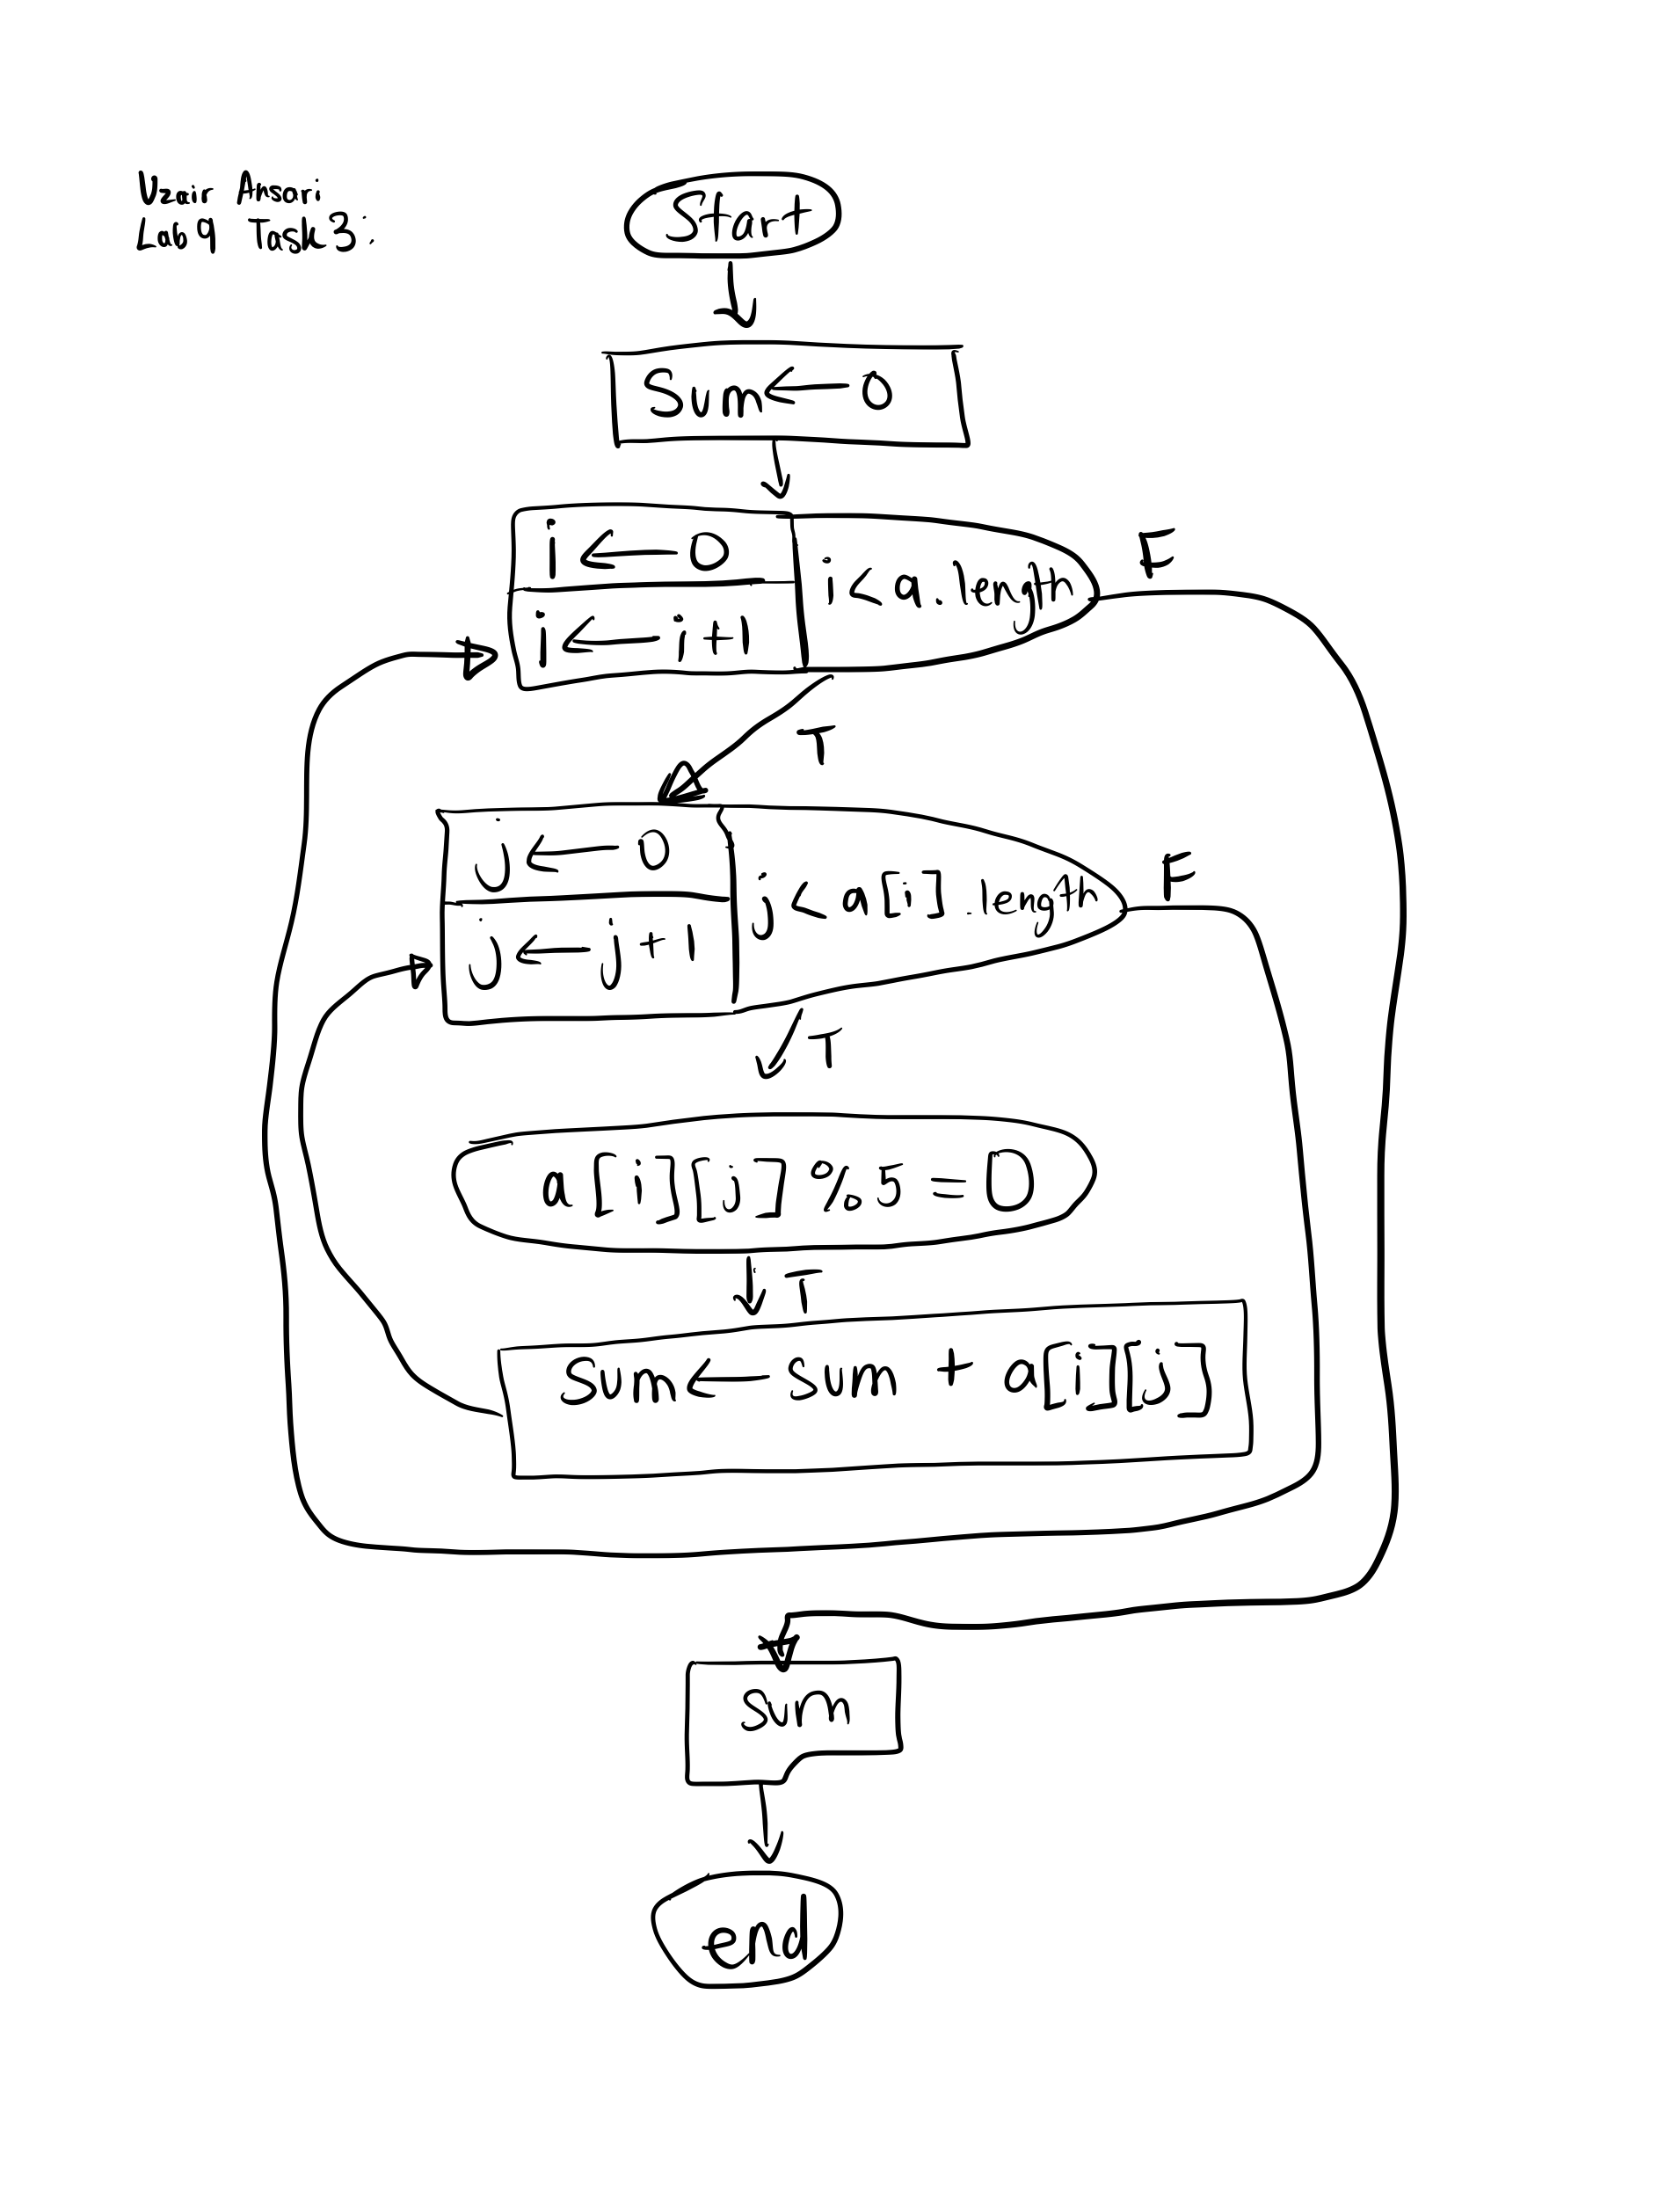 Uzair Ansari
Lab 9 Task 3:
Start
Sum ← 0
i ← 0
i < a.length
F
i ← i+1
T
j ← 0
j < a[i].length
F
j ← j+1
T
a[i][j] % 5 = 0
T
Sum ← sum + a[i][j]
sum
end